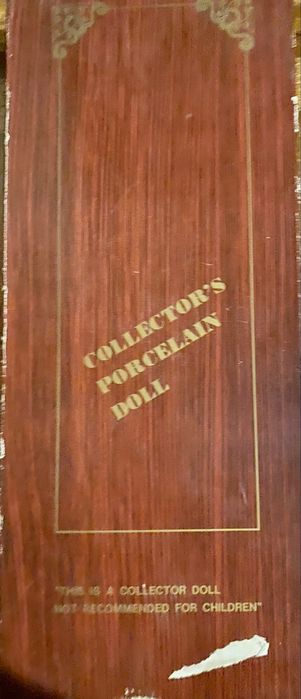 COLLECTOR'S
PORCELAIN
DOLL
"THIS IS A COLLECTOR DOLL
NOT RECOMMENDED FOR CHILDREN"